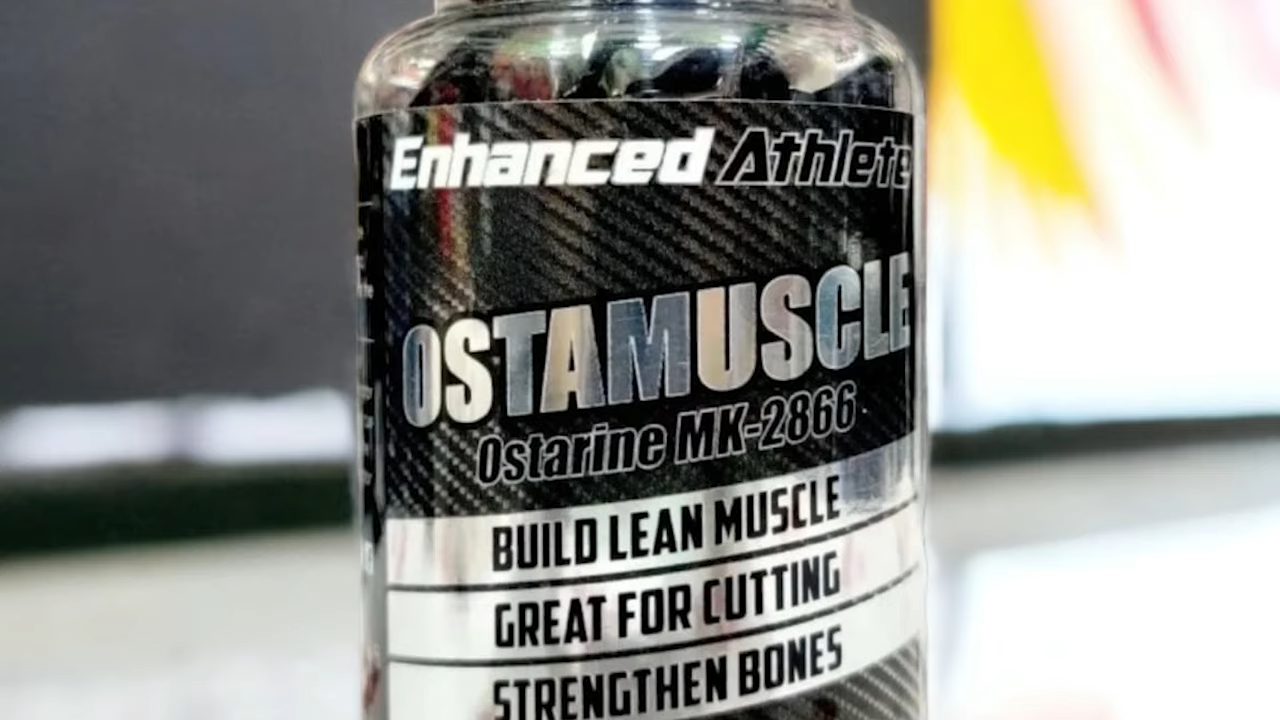 Enhanced Athlete
OSTAMUSCLE
Ostarine MK-2866
BUILD LEAN MUSCLE
GREAT FOR CUTTING
STRENGTHEN BONES